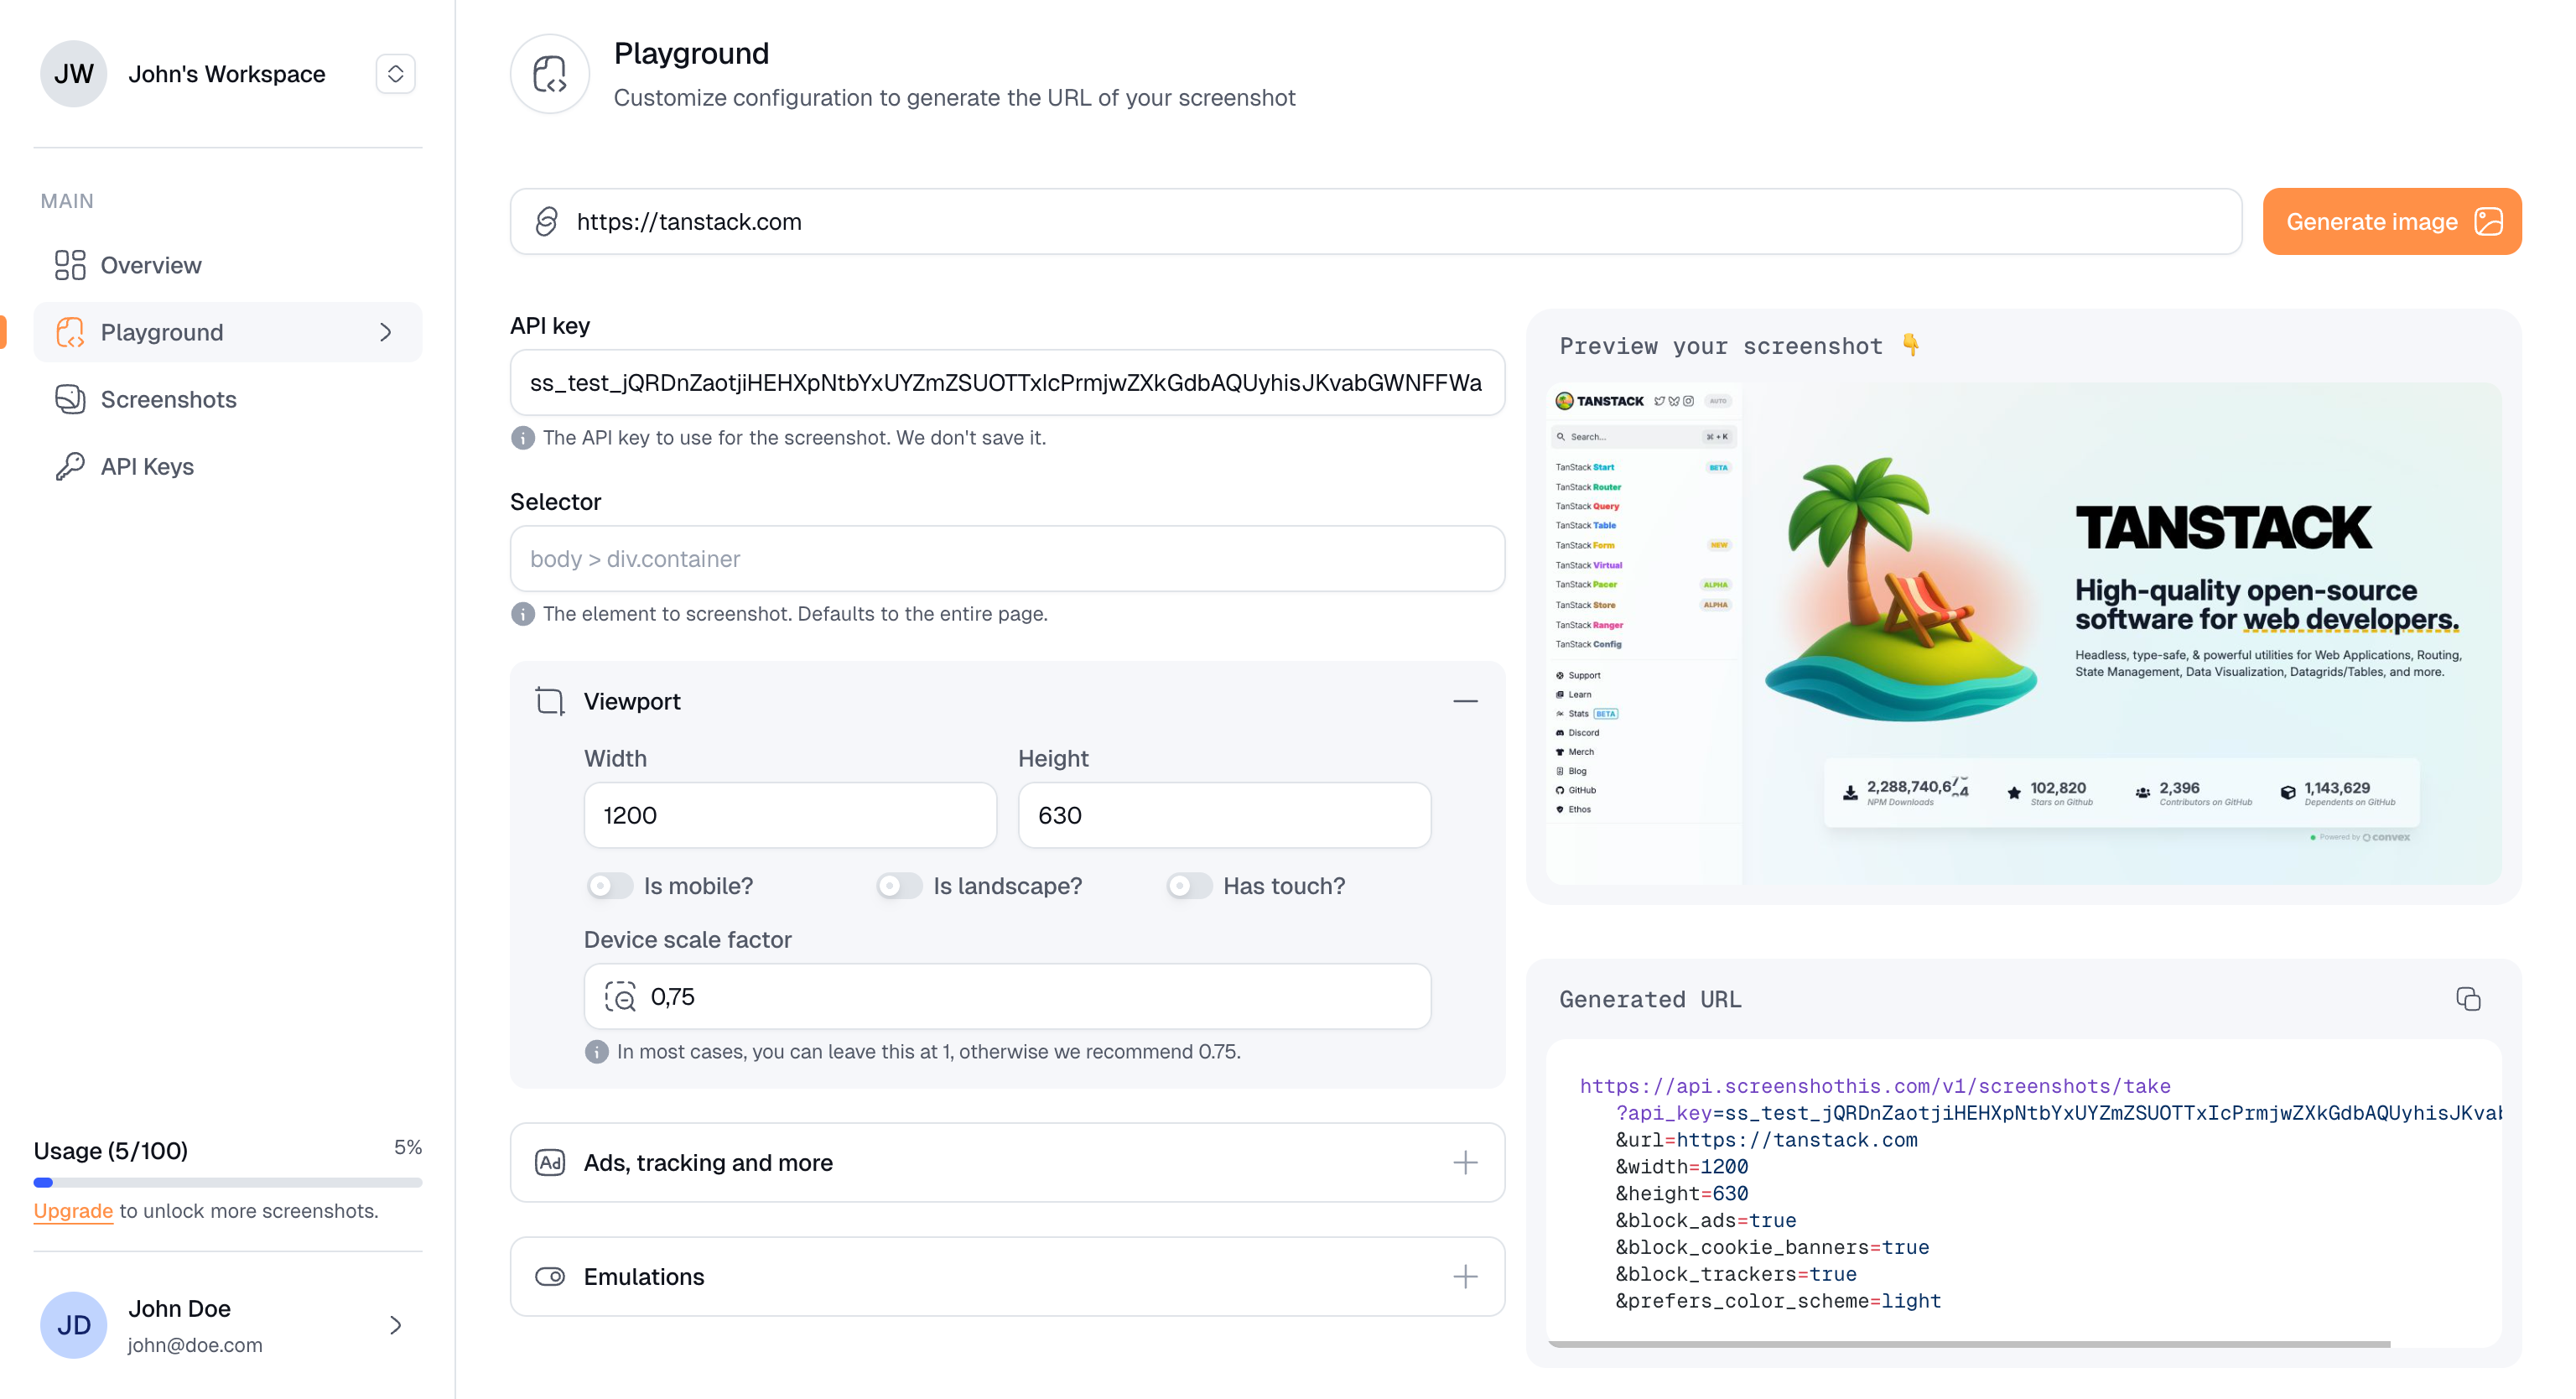 JW
John's Workspace
MAIN
Overview
Playground
Screenshots
API Keys
Usage (5/100)
5%
Upgrade to unlock more screenshots.
JD
John Doe
john@doe.com
Playground
Customize configuration to generate the URL of your screenshot
https://tanstack.com
Generate image
API key
ss_test_jQRDnZaotjiHEHXpNtbYxUYZmZSUOTTxIcPrmjwZXkGdbAQUyhisJKvabGWNFFWa
The API key to use for the screenshot. We don't save it.
Selector
body > div.container
The element to screenshot. Defaults to the entire page.
Viewport
Width
Height
1200
630
Is mobile?
Is landscape?
Has touch?
Device scale factor
0,75
In most cases, you can leave this at 1, otherwise we recommend 0.75.
Ad
Ads, tracking and more
Emulations
Preview your screenshot 👇
TANSTACK
AUTO
Search...
⌘ + K
TanStack Start
BETA
TanStack Router
TanStack Query
TanStack Table
TanStack Form
NEW
TanStack Virtual
TanStack Pacer
ALPHA
TanStack Store
ALPHA
TanStack Ranger
TanStack Config
Support
Learn
Stats BETA
Discord
Merch
Blog
GitHub
Ethos
TANSTACK
High-quality open-source
software for web developers.
Headless, type-safe, & powerful utilities for Web Applications, Routing,
State Management, Data Visualization, Datagrids/Tables, and more.
NPM Downloads
102,820
Stars on Github
2,396
Contributors on GitHub
1,143,629
Dependents on GitHub
Powered by convex
Generated URL
https://api.screenshothis.com/v1/screenshots/take
?api_key=ss_test_jQRDnZaotjiHEHXpNtbYxUYZmZSUOTTxIcPrmjwZXkGdbAQUyhisJKvab
&url=https://tanstack.com
&width=1200
&height=630
&block_ads=true
&block_cookie_banners=true
&block_trackers=true
&prefers_color_scheme=light